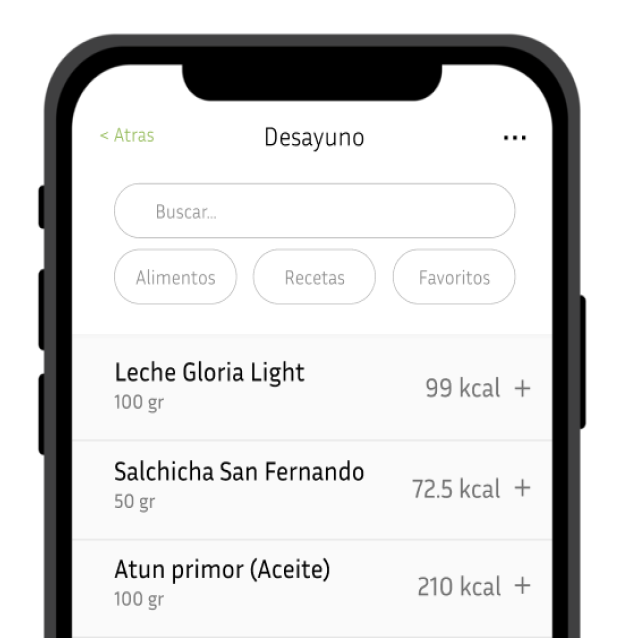 < Atras
Desayuno
...
Buscar...
Alimentos
Recetas
Favoritos
Leche Gloria Light
100 gr
99 kcal +
Salchicha San Fernando
50 gr
72.5 kcal +
Atun primor (Aceite)
100 gr
210 kcal +